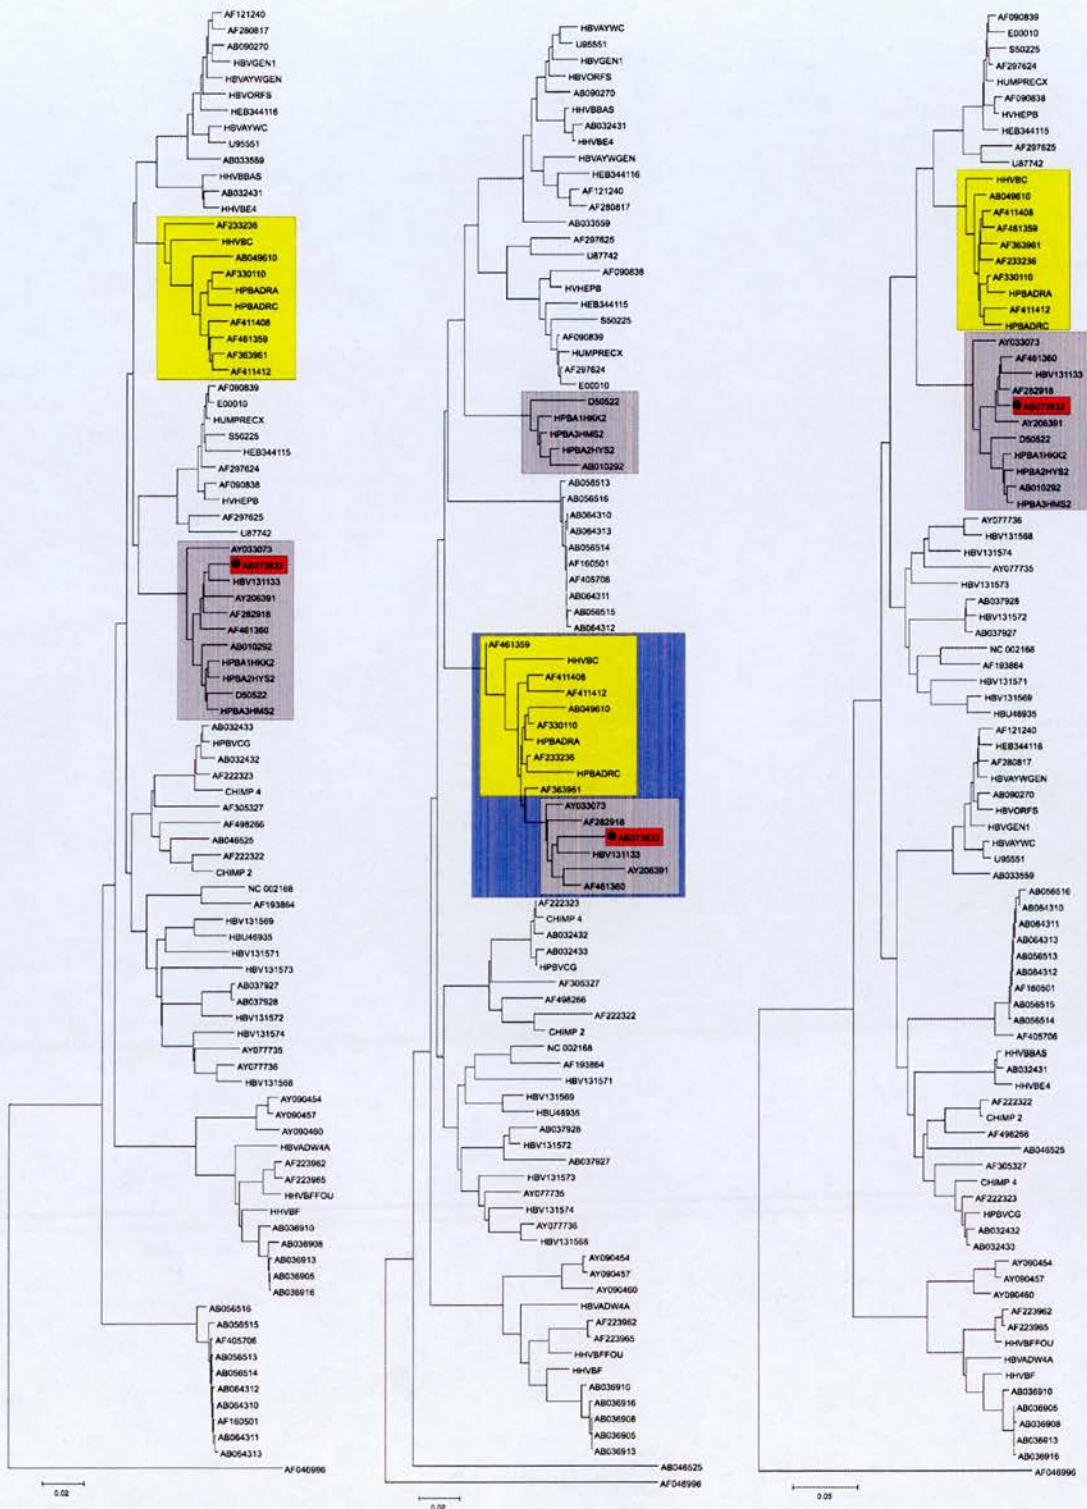 AF121240
AF280817
AB090270
HBVGEN1
HBVAYWGEN
HBVORFS
HEB344116
HBVAYWC
U95551
AB033559
HHVBBAS
AB032431
HHVBE4
AF233236
HHVBC
AB049610
AF330110
HPBADRA
HPBADRC
AF411408
AF461359
AF363961
AF411412
AF090839
E00010
HUMPRECX
S50225
HEB344115
AF297624
AF090838
HVHEPB
AF297625
U87742
AY033073
AB073832
HBV131133
AY206391
AF282918
AF461360
AB010292
HPBA1HKK2
HPBA2HYS2
D50522
HPBA3HMS2
AB032433
HPBVCG
AB032432
AF222323
CHIMP 4
AF305327
AF498266
AB046525
AF222322
CHIMP 2
NC 002168
AF193864
HBV131569
HBU46935
HBV131571
HBV131573
AB037927
AB037928
HBV131572
HBV131574
AY077735
AY077736
HBV131568
AY090454
AY090457
AY090460
HBVADW4A
AF223962
AF223965
HHVBFFOU
HHVBF
AB036910
AB036908
AB036913
AB036905
AB036916
AB056516
AB056515
AF405706
AB056513
AB056514
AB064312
AB064310
AF160501
AB064311
AB064313
AF046996
0.02
HBVAYWC
U95551
HBVGEN1
HBVORFS
AB090270
HHVBBAS
AB032431
HHVBE4
HBVAYWGEN
HEB344116
AF121240
AF280817
AB033559
AF297625
U87742
AF090838
HVHEPB
HEB344115
S50225
AF090839
HUMPRECX
AF297624
E00010
D50522
HPBA1HKK2
HPBA3HMS2
HPBA2HYS2
AB010292
AB056513
AB056516
AB064310
AB064313
AB056514
AF160501
AF405706
AB064311
AB056515
AB064312
AF461359
HHVBC
AF411408
AF411412
AB049610
AF330110
HPBADRA
AF233236
HPBADRC
AF363961
AY033073
AF282918
AB073832
HBV131133
AY206391
AF461360
AF222323
CHIMP 4
AB032432
AB032433
HPBVCG
AF305327
AF498266
AF222322
CHIMP 2
NC 002168
AF193864
HBV131571
HBV131569
HBU46935
AB037928
HBV131572
AB037927
HBV131573
AY077735
HBV131574
AY077736
HBV131568
AY090454
AY090457
AY090460
HBVADW4A
AF223962
AF223965
HHVBFFOU
HHVBF
AB036910
AB036916
AB036908
AB036905
AB036913
AB046525
AF046996
AF090839
E00010
S50225
AF297624
HUMPRECX
AF090838
HVHEPB
HEB344115
AF297625
U87742
HHVBC
AB049610
AF411408
AF461359
AF363961
AF233236
AF330110
HPBADRA
AF411412
HPBADRC
AY033073
AF461360
HBV131133
AF282918
AB073832
AY206391
D50522
HPBA1HKK2
HPBA2HYS2
AB010292
HPBA3HMS2
AY077736
HBV131568
HBV131574
AY077735
HBV131573
AB037928
HBV131572
AB037927
NC 002168
AF193864
HBV131571
HBV131569
HBU46935
AF121240
HEB344116
AF280817
HBVAYWGEN
AB090270
HBVORFS
HBVGEN1
HBVAYWC
U95551
AB033559
AB056516
AB064310
AB064311
AB064313
AB056513
AB064312
AF160501
AB056515
AB056514
AF405706
HHVBBAS
AB032431
HHVBE4
AF222322
CHIMP 2
AF498266
AB046525
AF305327
CHIMP 4
AF222323
HPBVCG
AB032432
AB032433
AY090454
AY090457
AY090460
AF223962
AF223965
HHVBFFOU
HBVADW4A
HHVBF
AB036910
AB036905
AB036908
AB036913
AB036916
AF046996
0.05